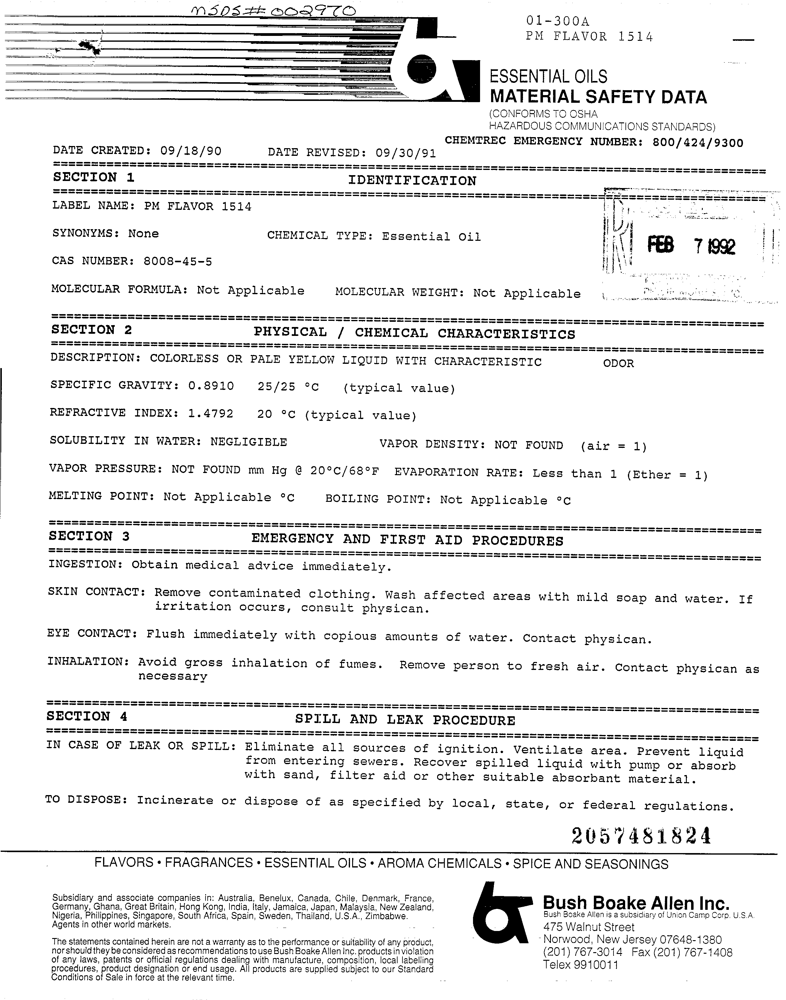 MSDS# 002970
01-300A
PM FLAVOR 1514
ESSENTIAL OILS
MATERIAL SAFETY DATA
(CONFORMS TO OSHA
HAZARDOUS COMMUNICATIONS STANDARDS)
CHEMTREC EMERGENCY NUMBER: 800/424/9300
DATE CREATED: 09/18/90 DATE REVISED: 09/30/91
SECTION 1 IDENTIFICATION
LABEL NAME: PM FLAVOR 1514
SYNONYMS: None CHEMICAL TYPE: Essential Oil
FEB 7 1992
CAS NUMBER: 8008-45-5
MOLECULAR FORMULA: Not Applicable MOLECULAR WEIGHT: Not Applicable
SECTION 2 PHYSICAL / CHEMICAL CHARACTERISTICS
DESCRIPTION: COLORLESS OR PALE YELLOW LIQUID WITH CHARACTERISTIC ODOR
SPECIFIC GRAVITY: 0.8910 25/25 °C (typical value)
REFRACTIVE INDEX: 1.4792 20 °C (typical value)
SOLUBILITY IN WATER: NEGLIGIBLE VAPOR DENSITY: NOT FOUND (air = 1)
VAPOR PRESSURE: NOT FOUND mm Hg @ 20°C/68°F EVAPORATION RATE: Less than 1 (Ether = 1)
MELTING POINT: Not Applicable °C BOILING POINT: Not Applicable °C
SECTION 3 EMERGENCY AND FIRST AID PROCEDURES
INGESTION: Obtain medical advice immediately.
SKIN CONTACT: Remove contaminated clothing. Wash affected areas with mild soap and water. If
irritation occurs, consult physican.
EYE CONTACT: Flush immediately with copious amounts of water. Contact physican.
INHALATION: Avoid gross inhalation of fumes. Remove person to fresh air. Contact physican as
necessary
SECTION 4 SPILL AND LEAK PROCEDURE
IN CASE OF LEAK OR SPILL: Eliminate all sources of ignition. Ventilate area. Prevent liquid
from entering sewers. Recover spilled liquid with pump or absorb
with sand, filter aid or other suitable absorbant material.
TO DISPOSE: Incinerate or dispose of as specified by local, state, or federal regulations.
2057481824
FLAVORS • FRAGRANCES • ESSENTIAL OILS • AROMA CHEMICALS • SPICE AND SEASONINGS
Subsidiary and associate companies in: Australia, Benelux, Canada, Chile, Denmark, France,
Germany, Ghana, Great Britain, Hong Kong, India, Italy, Jamaica, Japan, Malaysia, New Zealand,
Nigeria, Philippines, Singapore, South Africa, Spain, Sweden, Thailand, U.S.A., Zimbabwe.
Agents in other world markets.
The statements contained herein are not a warranty as to the performance or suitability of any product,
nor should they be considered as recommendations to use Bush Boake Allen Inc. products in violation
of any laws, patents or official regulations dealing with manufacture, composition, local labelling
procedures, product designation or end usage. All products are supplied subject to our Standard
Conditions of Sale in force at the relevant time.
Bush Boake Allen Inc.
Bush Boake Allen is a subsidiary of Union Camp Corp. U.S.A.
475 Walnut Street
Norwood, New Jersey 07648-1380
(201) 767-3014 Fax (201) 767-1408
Telex 9910011